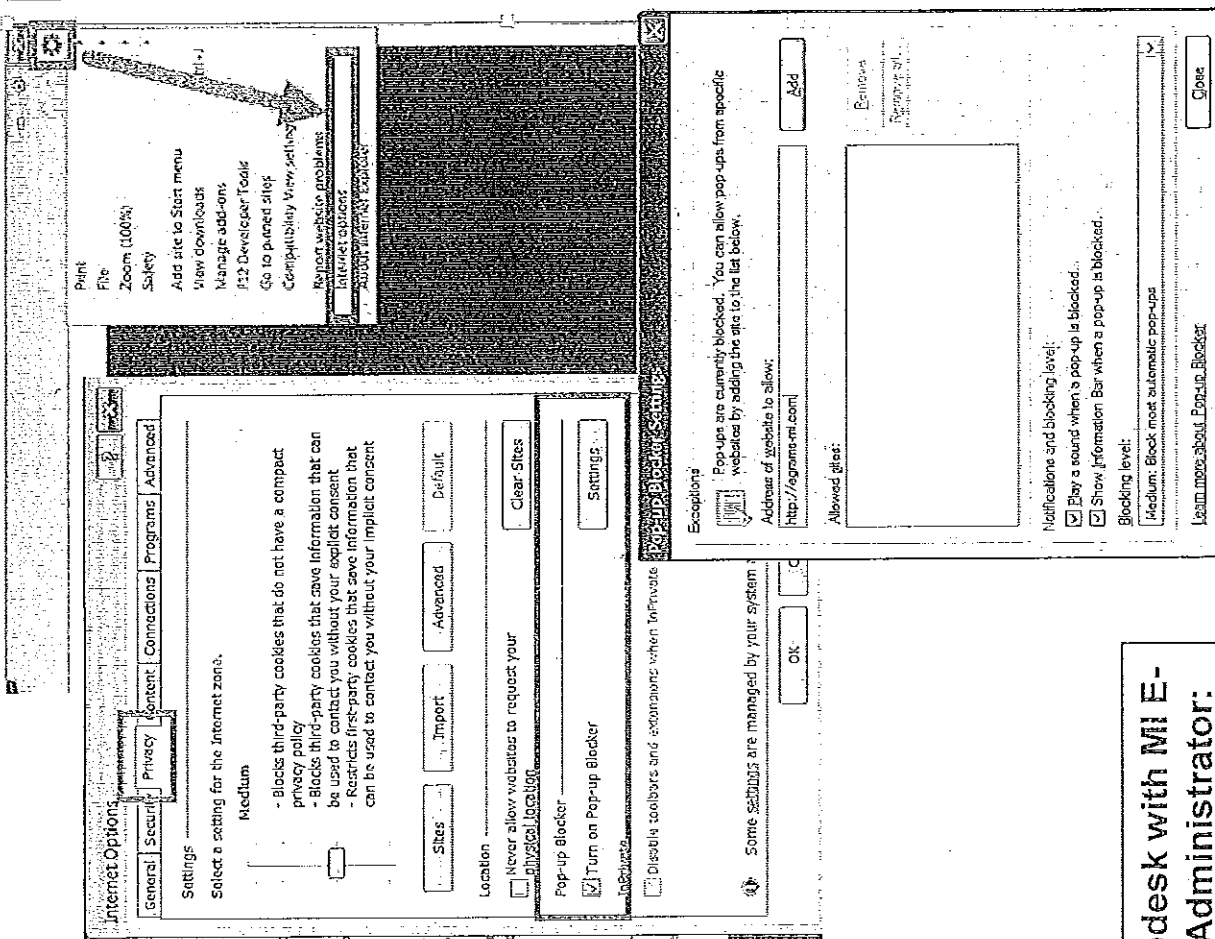 Print
File
Zoom (100%)
Safety
Add site to Start menu
View downloads
Manage add-ons
F12 Developer Tools
Go to pinned sites
Compatibility View settings
Report website problems
Internet options
About Internet Explorer
Internet Options
General
Security
Privacy
Content
Connections
Programs
Advanced
Settings
Select a setting for the Internet zone.
Medium
- Blocks third-party cookies that do not have a compact
privacy policy
- Blocks third-party cookies that save information that can
be used to contact you without your explicit consent
- Restricts first-party cookies that save information that
can be used to contact you without your implicit consent
Sites
Import
Advanced
Default
Location
Never allow websites to request your
physical location
Clear Sites
Pop-up Blocker
Turn on Pop-up Blocker
Settings
InPrivate
Disable toolbars and extensions when InPrivate
Some settings are managed by your system
OK
Pop-up Blocker Settings
Exceptions
Pop-ups are currently blocked. You can allow pop-ups from specific
websites by adding the site to the list below.
Address of website to allow:
http://egrams-mi.com
Add
Allowed sites:
Remove
Remove all...
Notifications and blocking level:
Play a sound when a pop-up is blocked.
Show Information Bar when a pop-up is blocked.
Blocking level:
Medium: Block most automatic pop-ups
Learn more about Pop-up Blocker
Close
desk with MI E-
Administrator: